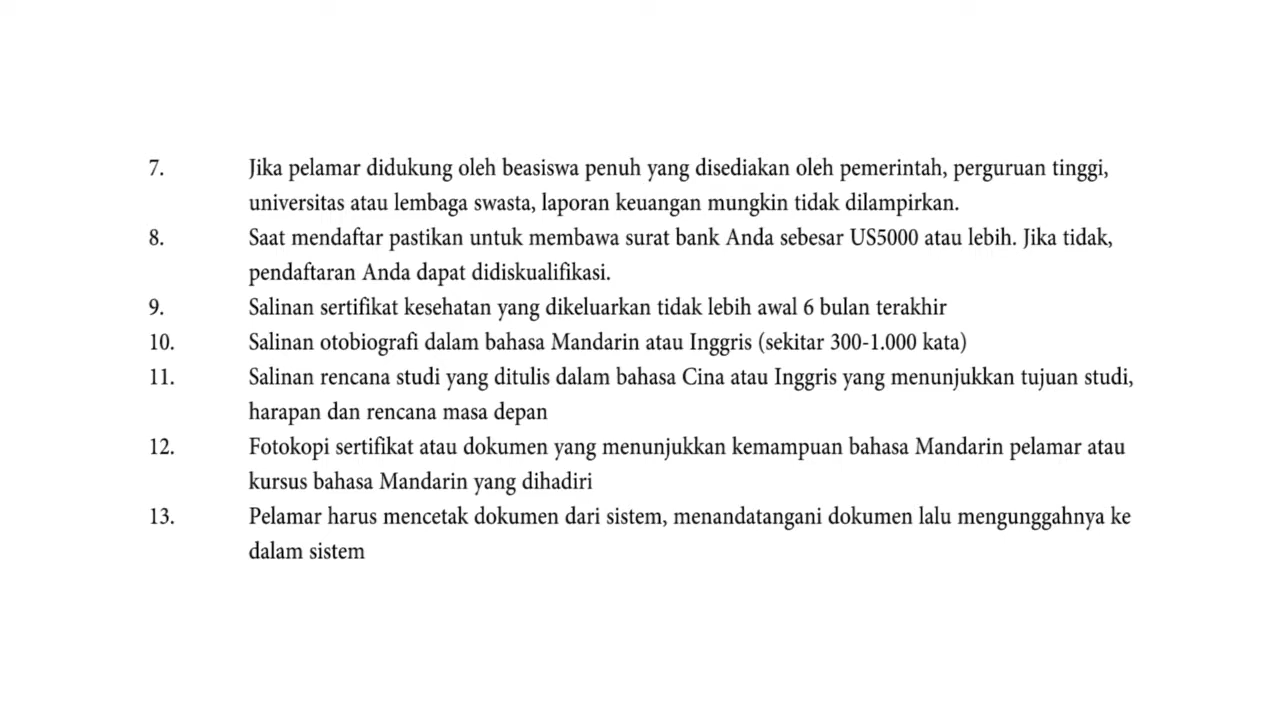 7. Jika pelamar didukung oleh beasiswa penuh yang disediakan oleh pemerintah, perguruan tinggi,
universitas atau lembaga swasta, laporan keuangan mungkin tidak dilampirkan.
8. Saat mendaftar pastikan untuk membawa surat bank Anda sebesar US5000 atau lebih. Jika tidak,
pendaftaran Anda dapat didiskualifikasi.
9. Salinan sertifikat kesehatan yang dikeluarkan tidak lebih awal 6 bulan terakhir
10. Salinan otobiografi dalam bahasa Mandarin atau Inggris (sekitar 300-1.000 kata)
11. Salinan rencana studi yang ditulis dalam bahasa Cina atau Inggris yang menunjukkan tujuan studi,
harapan dan rencana masa depan
12. Fotokopi sertifikat atau dokumen yang menunjukkan kemampuan bahasa Mandarin pelamar atau
kursus bahasa Mandarin yang dihadiri
13. Pelamar harus mencetak dokumen dari sistem, menandatangani dokumen lalu mengunggahnya ke
dalam sistem